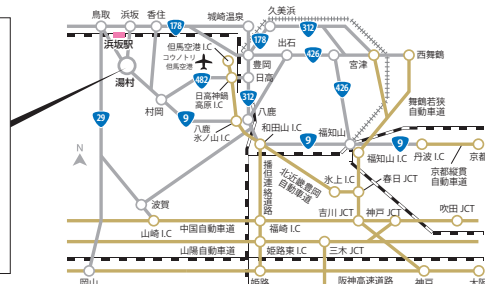 鳥取
浜坂
香住
178
城崎温泉
久美浜
312
浜坂駅
但馬空港 I.C
178
出石
426
コウノトリ
但馬空港
豊岡
宮津
西舞鶴
湯村
482
日高神鍋
高原 I.C
日高
426
312
舞鶴若狭
自動車道
村岡
八鹿
29
9
八鹿
氷ノ山 I.C
和田山 I.C
福知山
9
9
N
福知山 I.C
丹波 I.C
京都
播但連絡道路
北近畿豊岡
自動車道
氷上 I.C
春日 JCT
京都縦貫
自動車道
波賀
吉川 JCT
神戸 JCT
吹田 JCT
山崎 I.C
中国自動車道
福崎 I.C
山陽自動車道
姫路東 I.C
三木 JCT
岡山
姫路
阪神高速道路
神戸
大阪